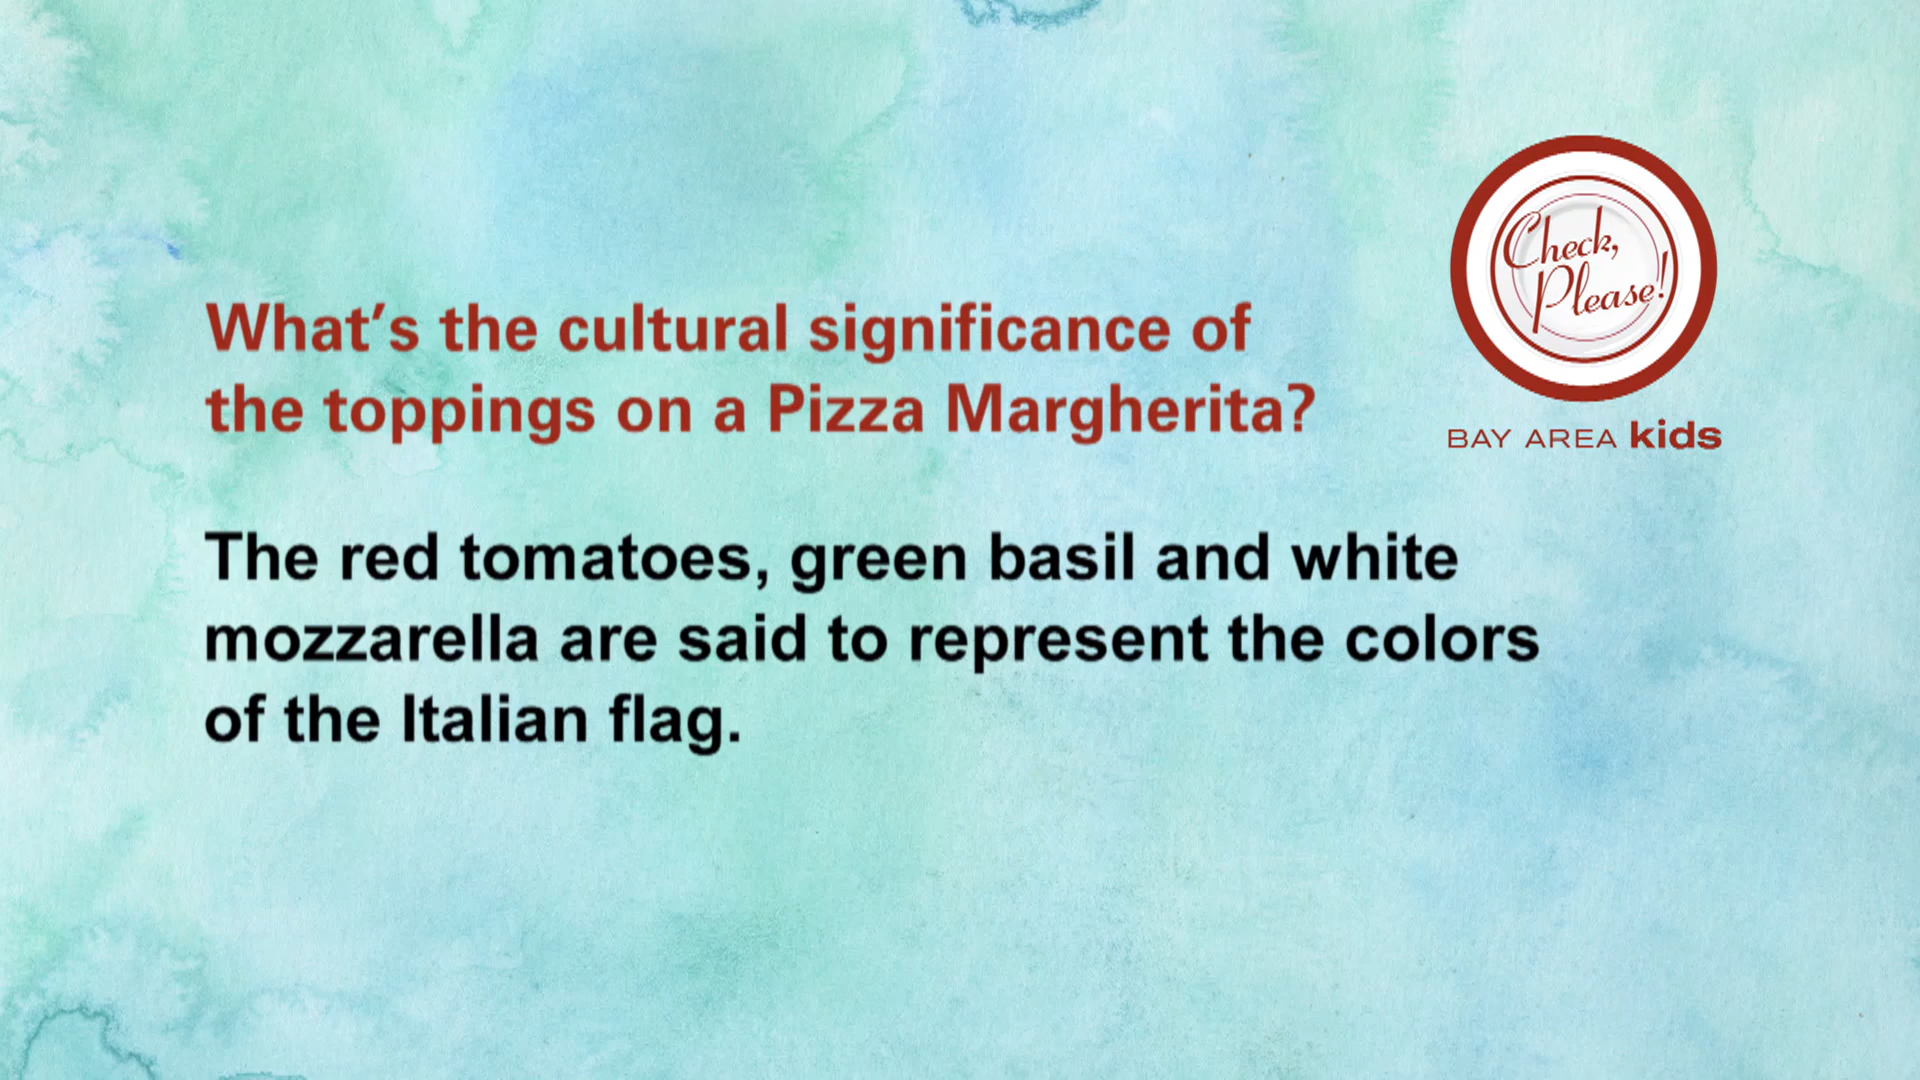 What’s the cultural significance of
the toppings on a Pizza Margherita?
The red tomatoes, green basil and white
mozzarella are said to represent the colors
of the Italian flag.
Check,
Please!
BAY AREA kids